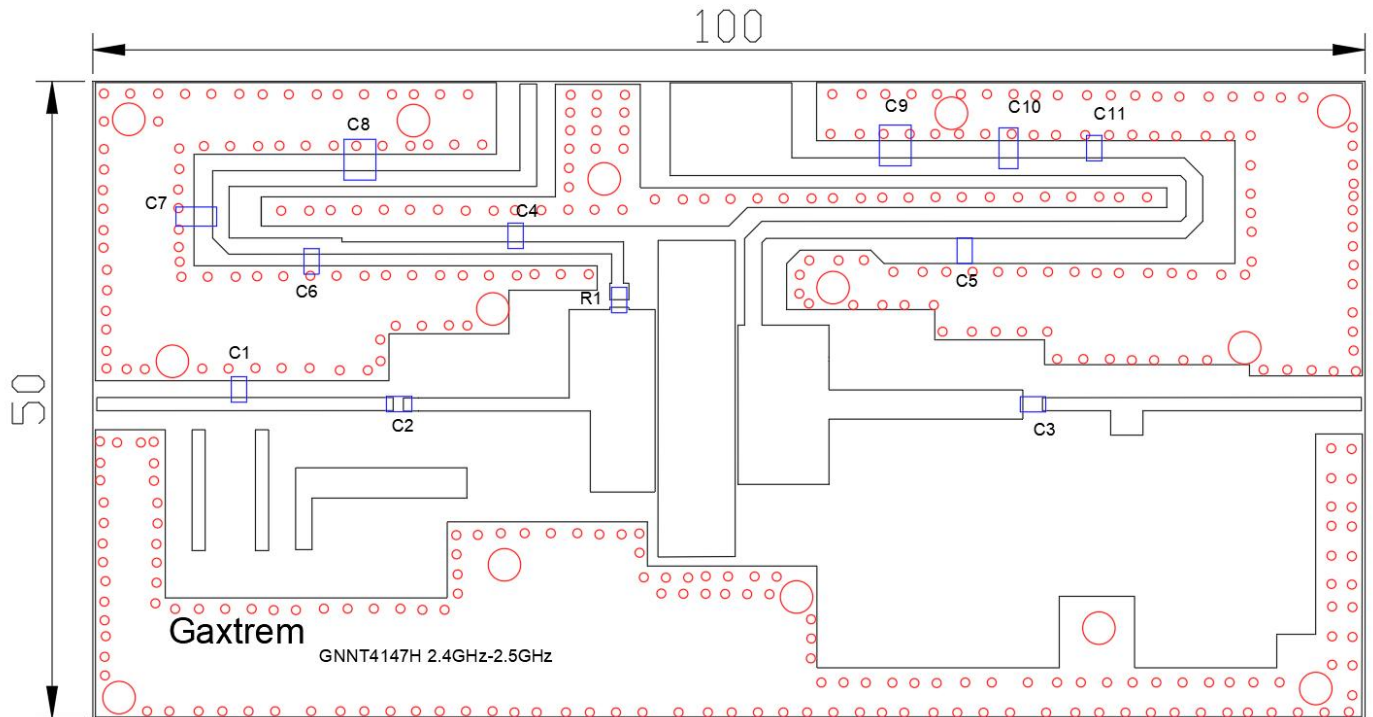 100
C9
C10
C11
C8
C7
C4
C6
C5
R1
C1
50
C2
C3
Gaxtrem
GNNT4147H 2.4GHz-2.5GHz